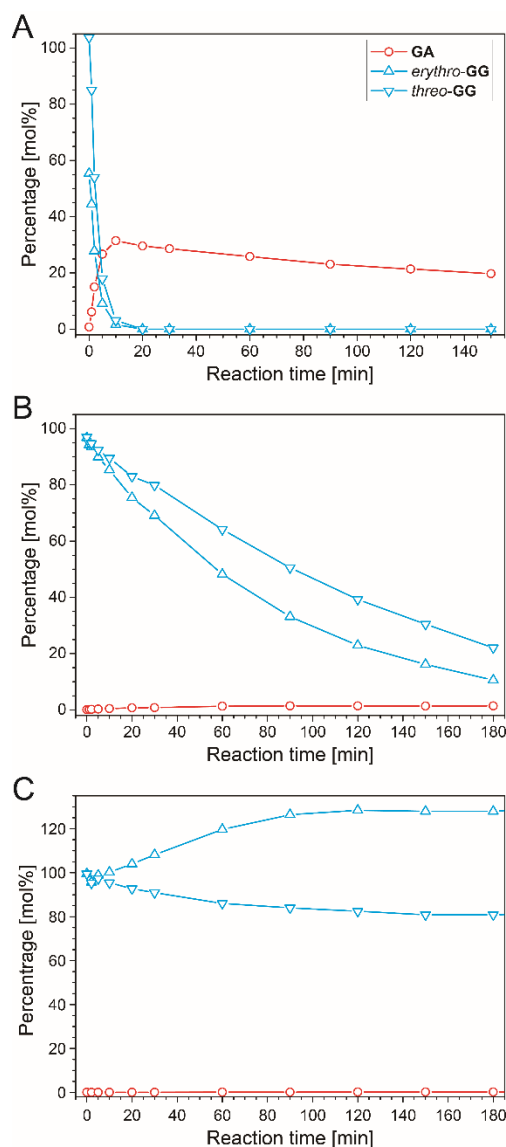 A
GA
erythro-GG
threo-GG
Percentage [mol%]
100
80
60
40
20
0
0 20 40 60 80 100 120 140
Reaction time [min]
B
Percentage [mol%]
100
80
60
40
20
0
0 20 40 60 80 100 120 140 160 180
Reaction time [min]
C
Percentrage [mol%]
120
100
80
60
40
20
0
0 20 40 60 80 100 120 140 160 180
Reaction time [min]